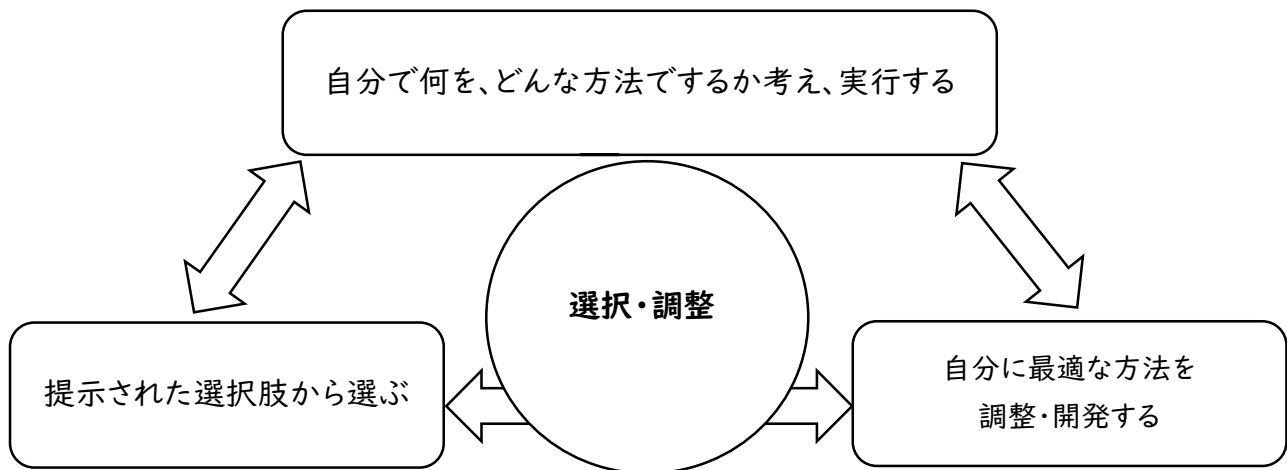 自分で何を、どんな方法でするか考え、実行する
選択・調整
提示された選択肢から選ぶ
自分に最適な方法を
調整・開発する